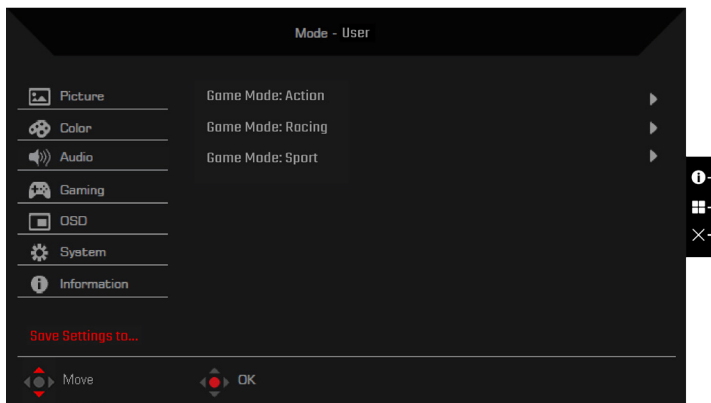 Mode - User
Picture
Game Mode: Action
Color
Game Mode: Racing
Audio
Game Mode: Sport
Gaming
OSD
System
Information
Save Settings to...
Move
OK